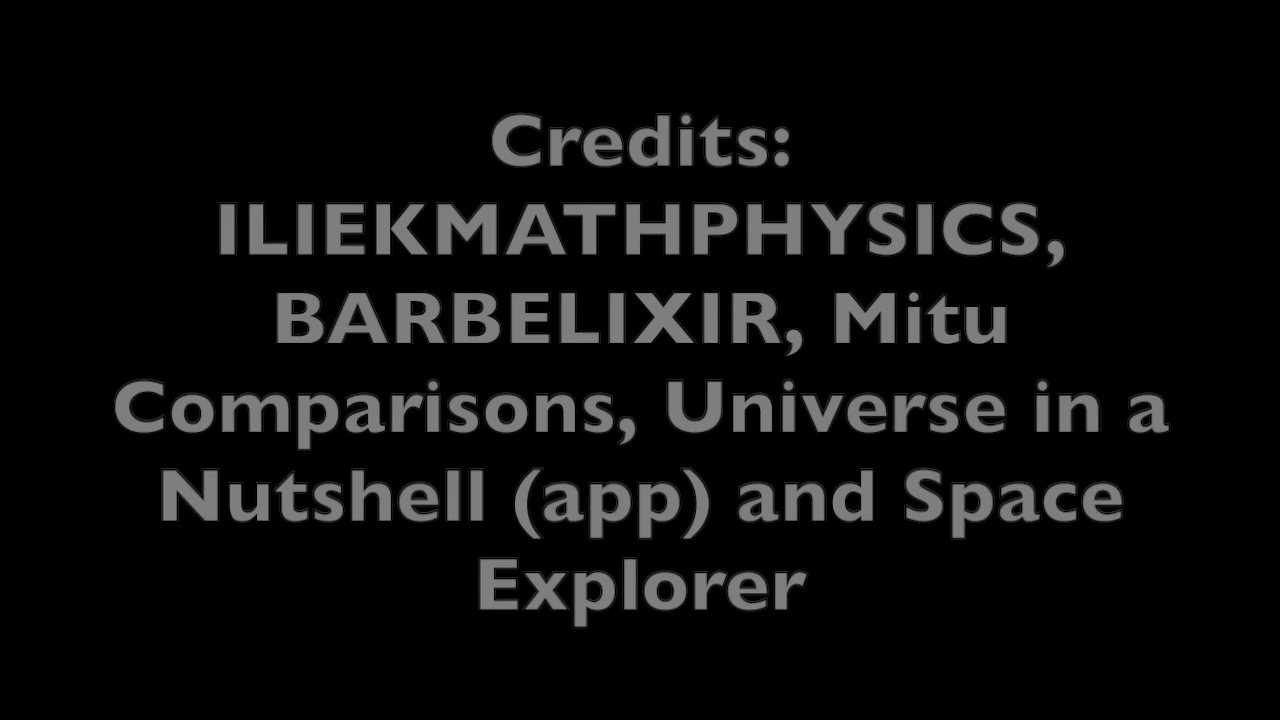 Credits:
ILIEKMATHPHYSICS,
BARBELIXIR, Mitu
Comparisons, Universe in a
Nutshell (app) and Space
Explorer